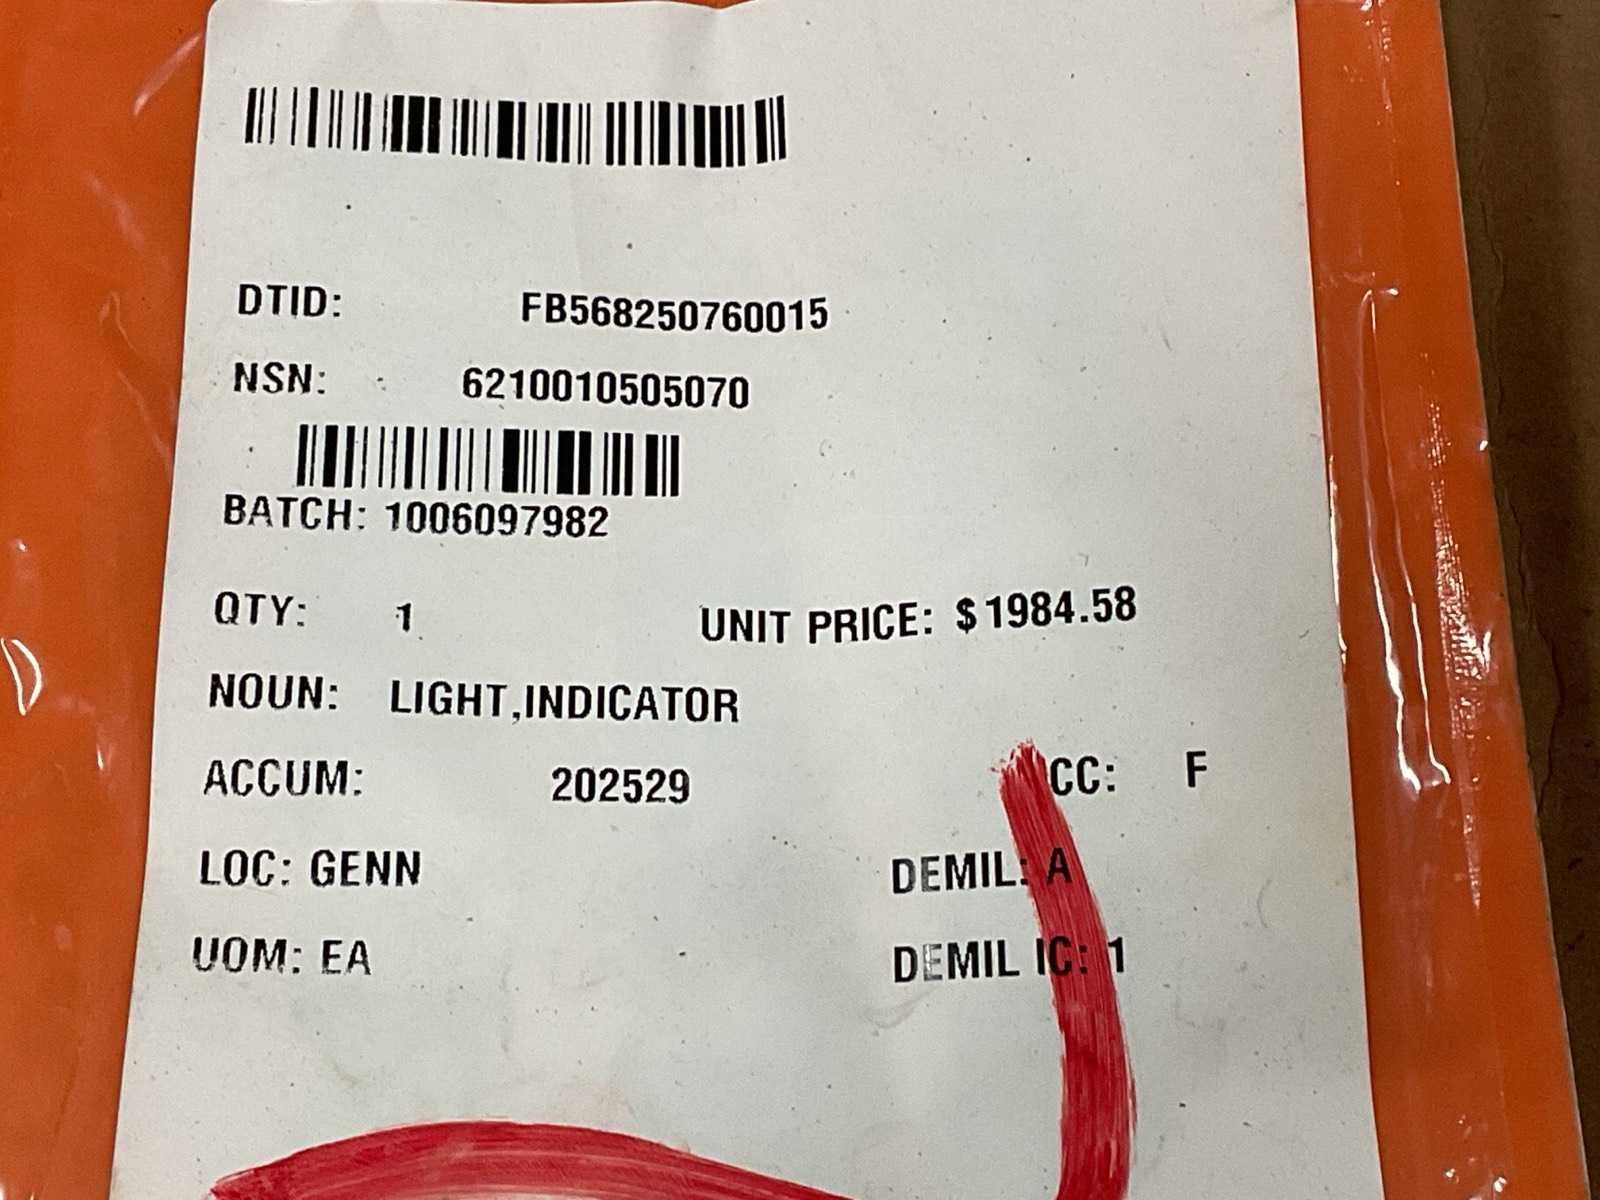 DTID: FB568250760015
NSN: 6210010505070
BATCH: 1006097982
QTY: 1 UNIT PRICE: $1984.58
NOUN: LIGHT,INDICATOR
ACCUM: 202529 CC: F
LOC: GENN DEMIL: A
UOM: EA DEMIL IC: 1